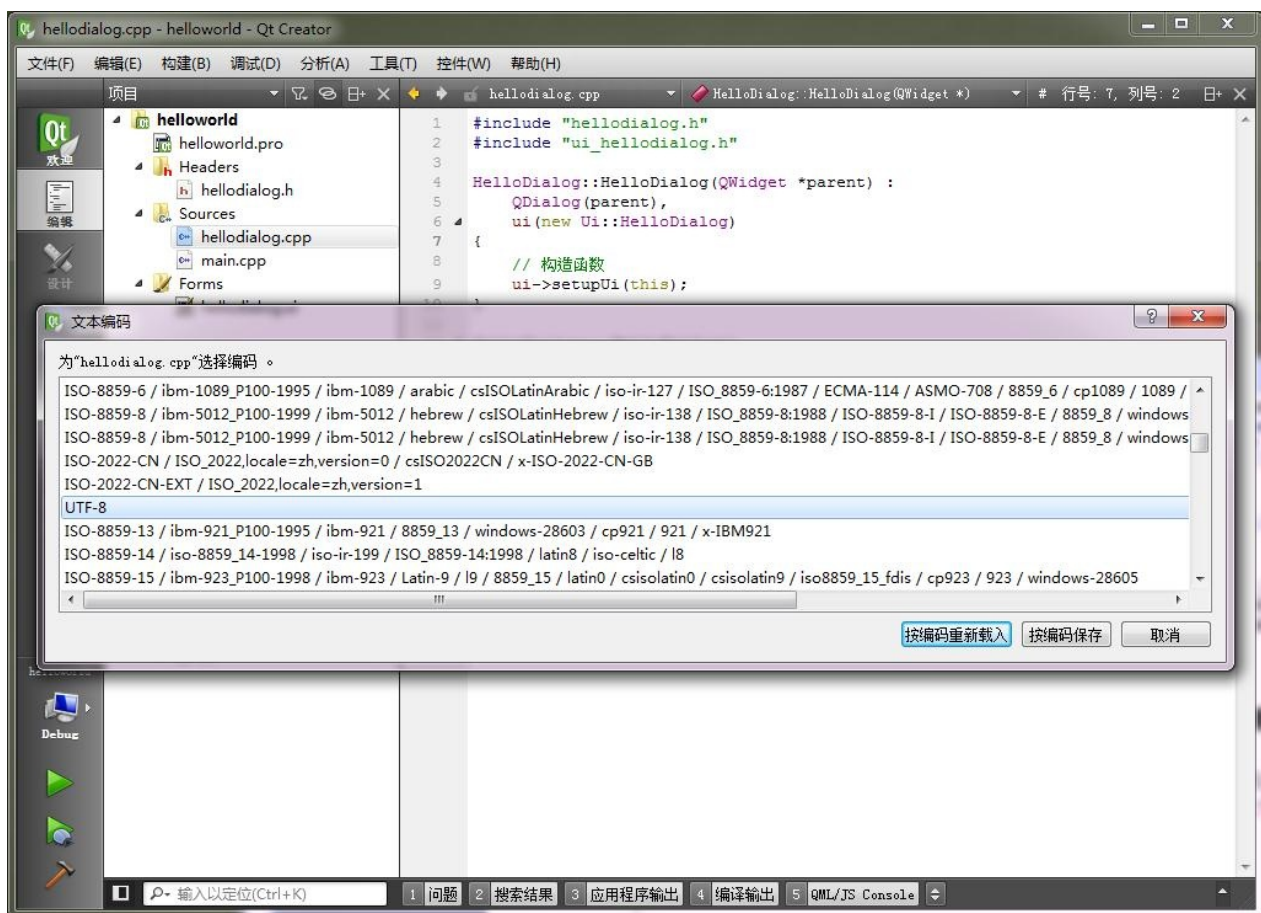 hellodialog.cpp - helloworld - Qt Creator
文件(F) 编辑(E) 构建(B) 调试(D) 分析(A) 工具(T) 控件(W) 帮助(H)
项目 hellodialog.cpp HelloDialog::HelloDialog(QWidget *) # 行号: 7, 列号: 2
Qt
欢迎
编辑
设计
helloworld
helloworld.pro
Headers
hellodialog.h
Sources
hellodialog.cpp
main.cpp
Forms
1 #include "hellodialog.h"
2 #include "ui_hellodialog.h"
3
4 HelloDialog::HelloDialog(QWidget *parent) :
5 QDialog(parent),
6 ui(new Ui::HelloDialog)
7 {
8 // 构造函数
9 ui->setupUi(this);
文本编码
为"hellodialog.cpp"选择编码 。
ISO-8859-6 / ibm-1089_P100-1995 / ibm-1089 / arabic / csISOLatinArabic / iso-ir-127 / ISO_8859-6:1987 / ECMA-114 / ASMO-708 / 8859_6 / cp1089 / 1089 /
ISO-8859-8 / ibm-5012_P100-1999 / ibm-5012 / hebrew / csISOLatinHebrew / iso-ir-138 / ISO_8859-8:1988 / ISO-8859-8-I / ISO-8859-8-E / 8859_8 / windows
ISO-8859-8 / ibm-5012_P100-1999 / ibm-5012 / hebrew / csISOLatinHebrew / iso-ir-138 / ISO_8859-8:1988 / ISO-8859-8-I / ISO-8859-8-E / 8859_8 / windows
ISO-2022-CN / ISO_2022,locale=zh,version=0 / csISO2022CN / x-ISO-2022-CN-GB
ISO-2022-CN-EXT / ISO_2022,locale=zh,version=1
UTF-8
ISO-8859-13 / ibm-921_P100-1995 / ibm-921 / 8859_13 / windows-28603 / cp921 / 921 / x-IBM921
ISO-8859-14 / iso-8859_14-1998 / iso-ir-199 / ISO_8859-14:1998 / latin8 / iso-celtic / l8
ISO-8859-15 / ibm-923_P100-1998 / ibm-923 / Latin-9 / l9 / 8859_15 / latin0 / csisolatin0 / csisolatin9 / iso8859_15_fdis / cp923 / 923 / windows-28605
按编码重新载入 按编码保存 取消
Debug
输入以定位(Ctrl+K) 1 问题 2 搜索结果 3 应用程序输出 4 编译输出 5 QML/JS Console